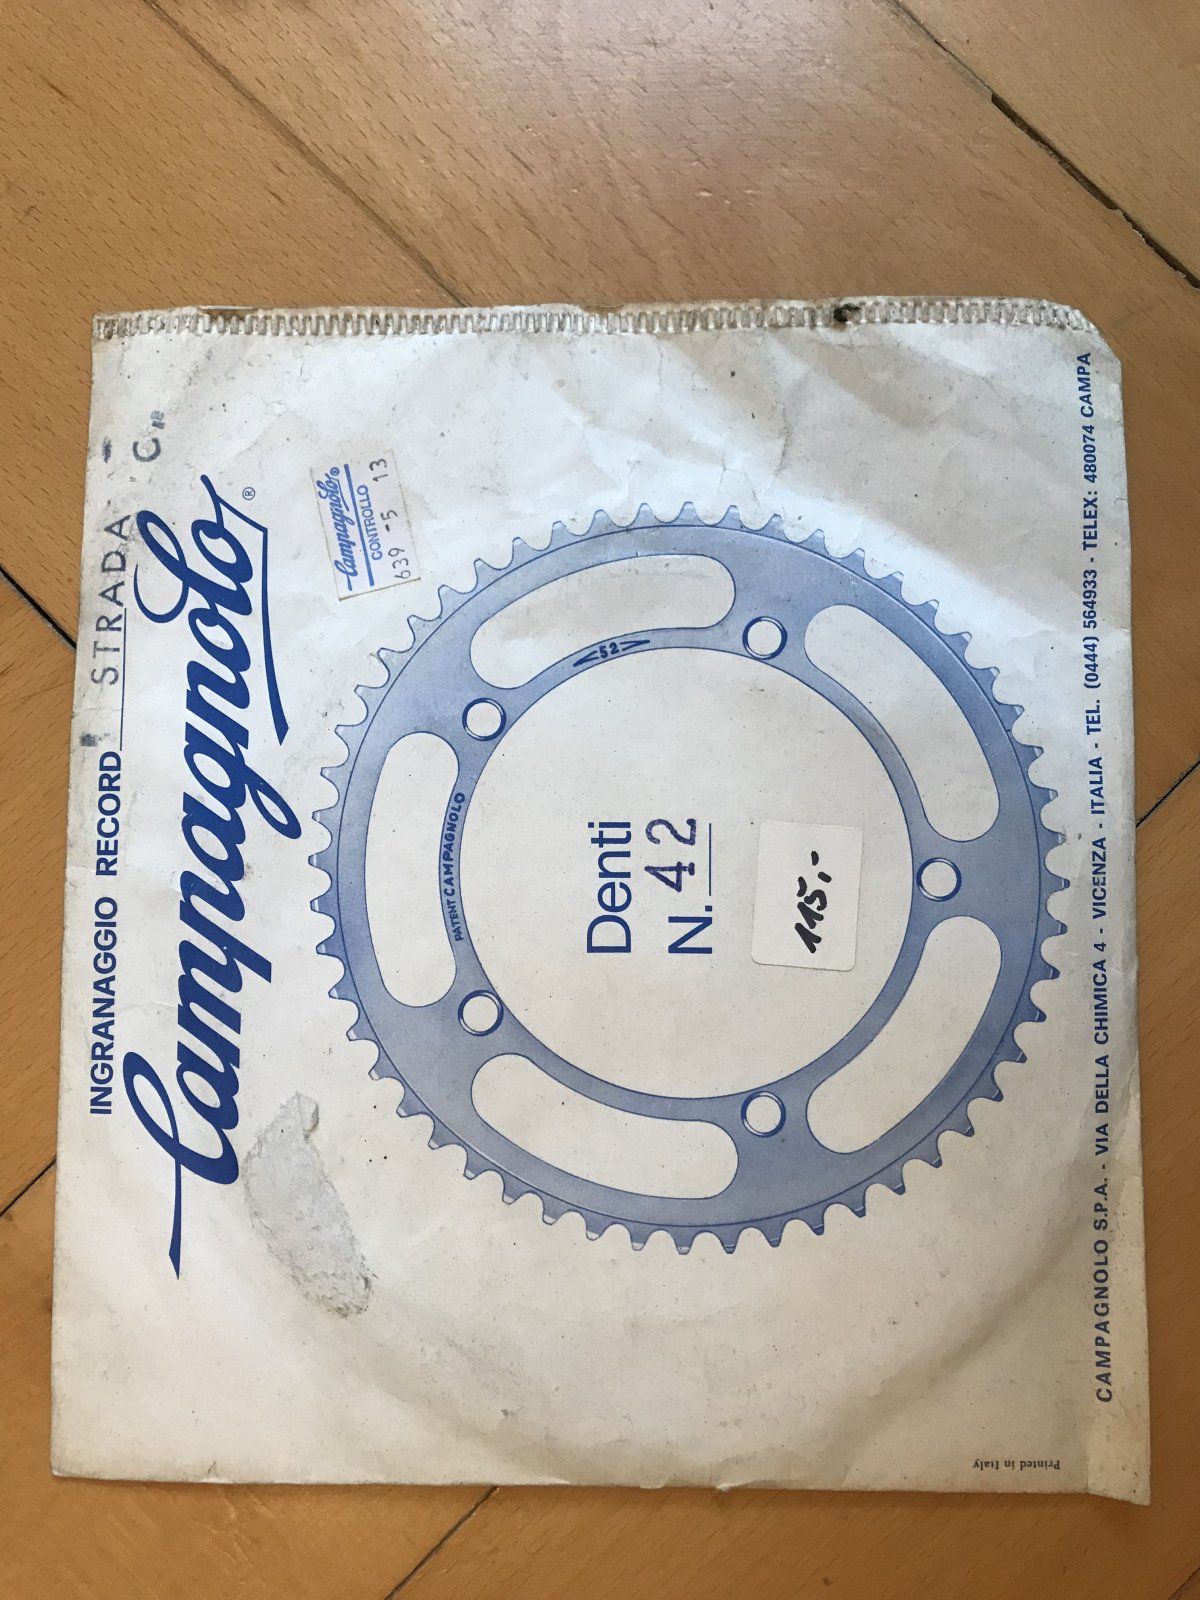 INGRANAGGIO RECORD STRADA -
Campagnolo ®
Campagnolo ®
CONTROLLO
639 -5 13
<52>
PATENT CAMPAGNOLO
Denti
N. 42
115,-
CAMPAGNOLO S.P.A. - VIA DELLA CHIMICA 4 - VICENZA - ITALIA - TEL. (0444) 564933 - TELEX: 480074 CAMPA
Printed in Italy